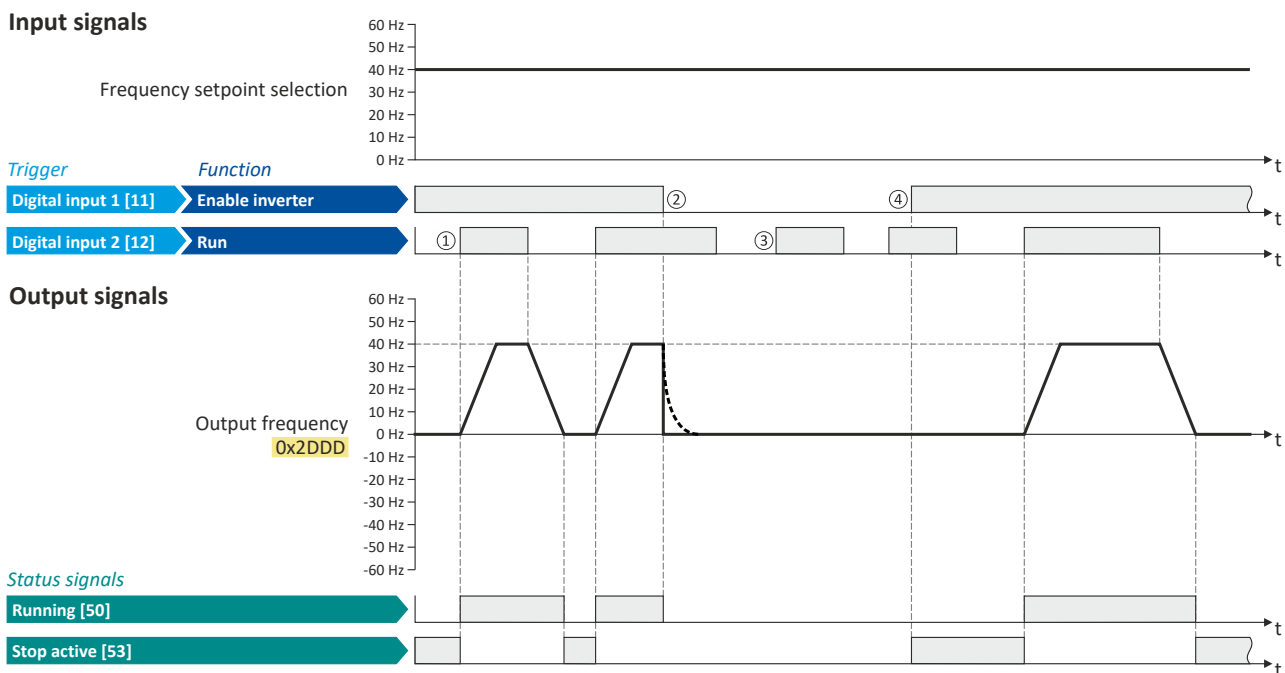 Input signals
60 Hz
50 Hz
40 Hz
30 Hz
20 Hz
10 Hz
0 Hz
Frequency setpoint selection
t
Trigger Function
Digital input 1 [11] Enable inverter ② ④
t
Digital input 2 [12] Run ① ③
t
Output signals
60 Hz
50 Hz
40 Hz
30 Hz
20 Hz
10 Hz
0 Hz
-10 Hz
-20 Hz
-30 Hz
-40 Hz
-50 Hz
-60 Hz
Output frequency
0x2DDD
t
Status signals
Running [50]
t
Stop active [53]
t